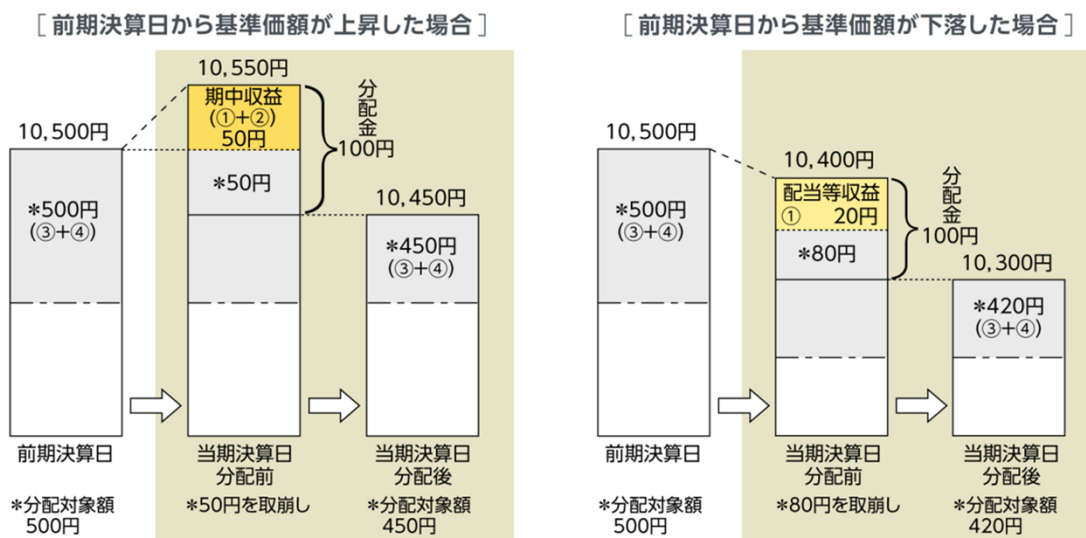 [前期決算日から基準価額が上昇した場合]
10,550円
期中収益
(①+②)
50円
分配金
100円
10,500円
*500円
(③+④)
*50円
10,450円
*450円
(③+④)
前期決算日
当期決算日
分配前
当期決算日
分配後
*分配対象額
500円
*50円を取崩し
*分配対象額
450円
[前期決算日から基準価額が下落した場合]
10,500円
*500円
(③+④)
10,400円
配当等収益
① 20円
*80円
分配金
100円
10,300円
*420円
(③+④)
前期決算日
当期決算日
分配前
当期決算日
分配後
*分配対象額
500円
*80円を取崩し
*分配対象額
420円